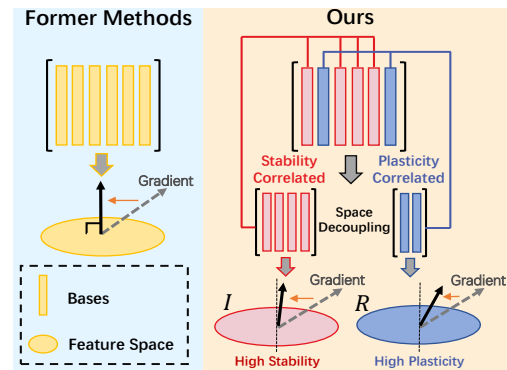 Former Methods
Gradient
Bases
Feature Space
Ours
Stability
Correlated
Plasticity
Correlated
Space
Decoupling
I
Gradient
High Stability
R
Gradient
High Plasticity